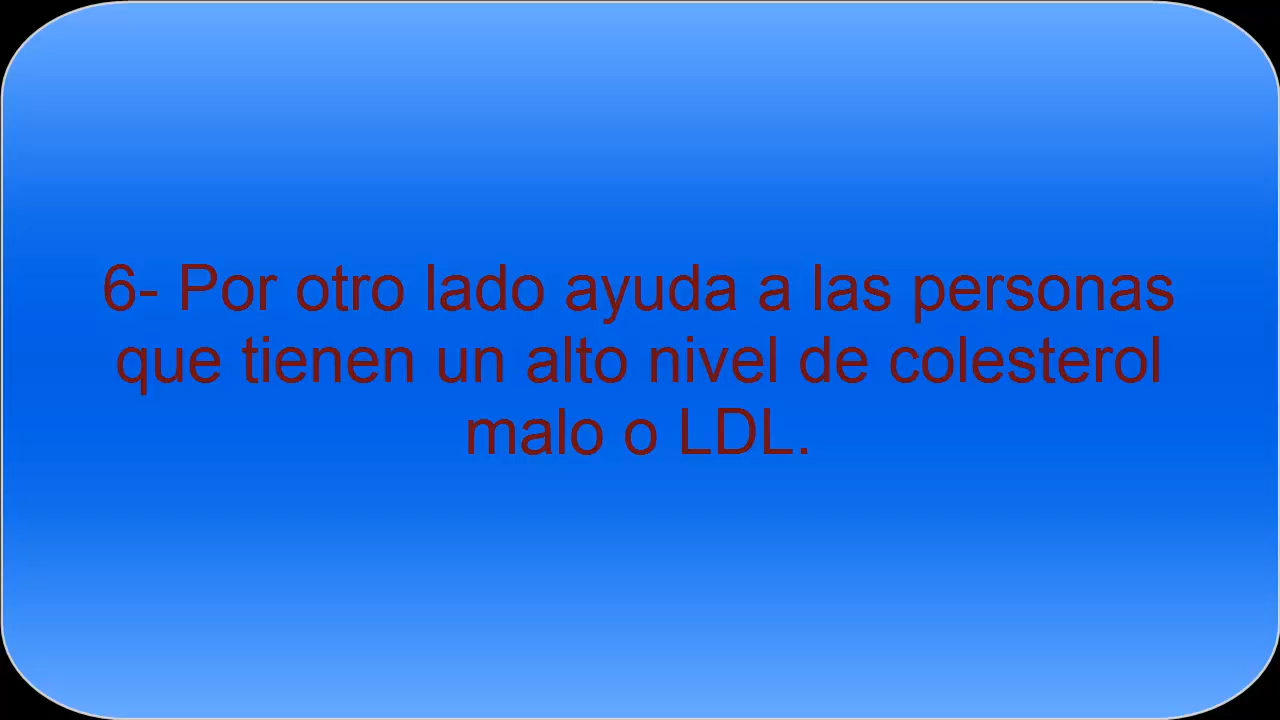 6- Por otro lado ayuda a las personas
que tienen un alto nivel de colesterol
malo o LDL.